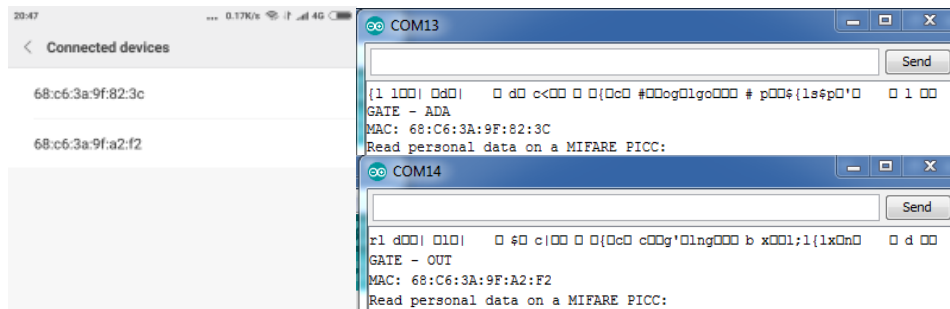 20:47
... 0.17K/s 4G
Connected devices
68:c6:3a:9f:82:3c
68:c6:3a:9f:a2:f2
COM13
Send
GATE - ADA
MAC: 68:C6:3A:9F:82:3C
Read personal data on a MIFARE PICC:
COM14
Send
GATE - OUT
MAC: 68:C6:3A:9F:A2:F2
Read personal data on a MIFARE PICC: